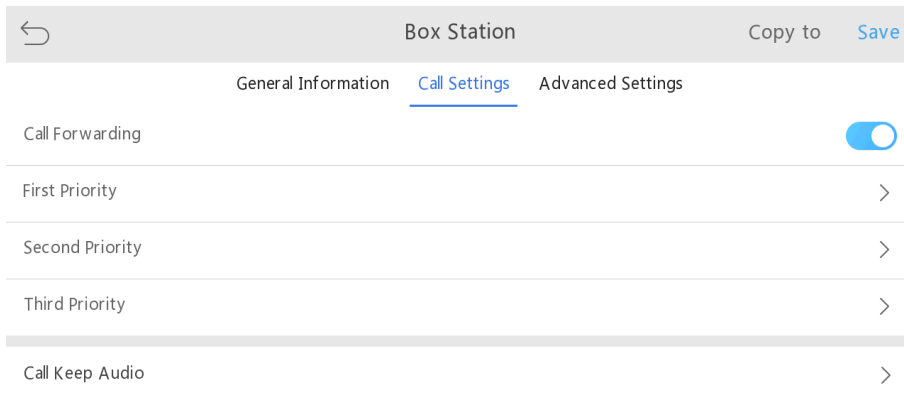 Box Station Copy to Save
General Information Call Settings Advanced Settings
Call Forwarding
First Priority
Second Priority
Third Priority
Call Keep Audio